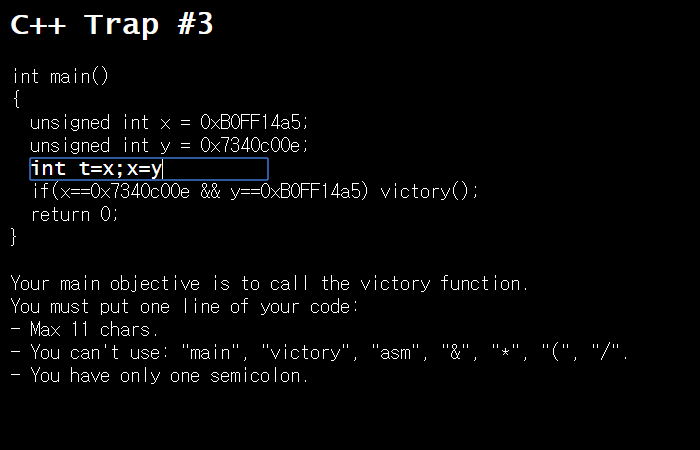 C++ Trap #3
int main()
{
unsigned int x = 0xB0FF14a5;
unsigned int y = 0x7340c00e;
int t=x;x=y
if(x==0x7340c00e && y==0xB0FF14a5) victory();
return 0;
}
Your main objective is to call the victory function.
You must put one line of your code:
- Max 11 chars.
- You can't use: "main", "victory", "asm", "&", "*", "(", "/".
- You have only one semicolon.